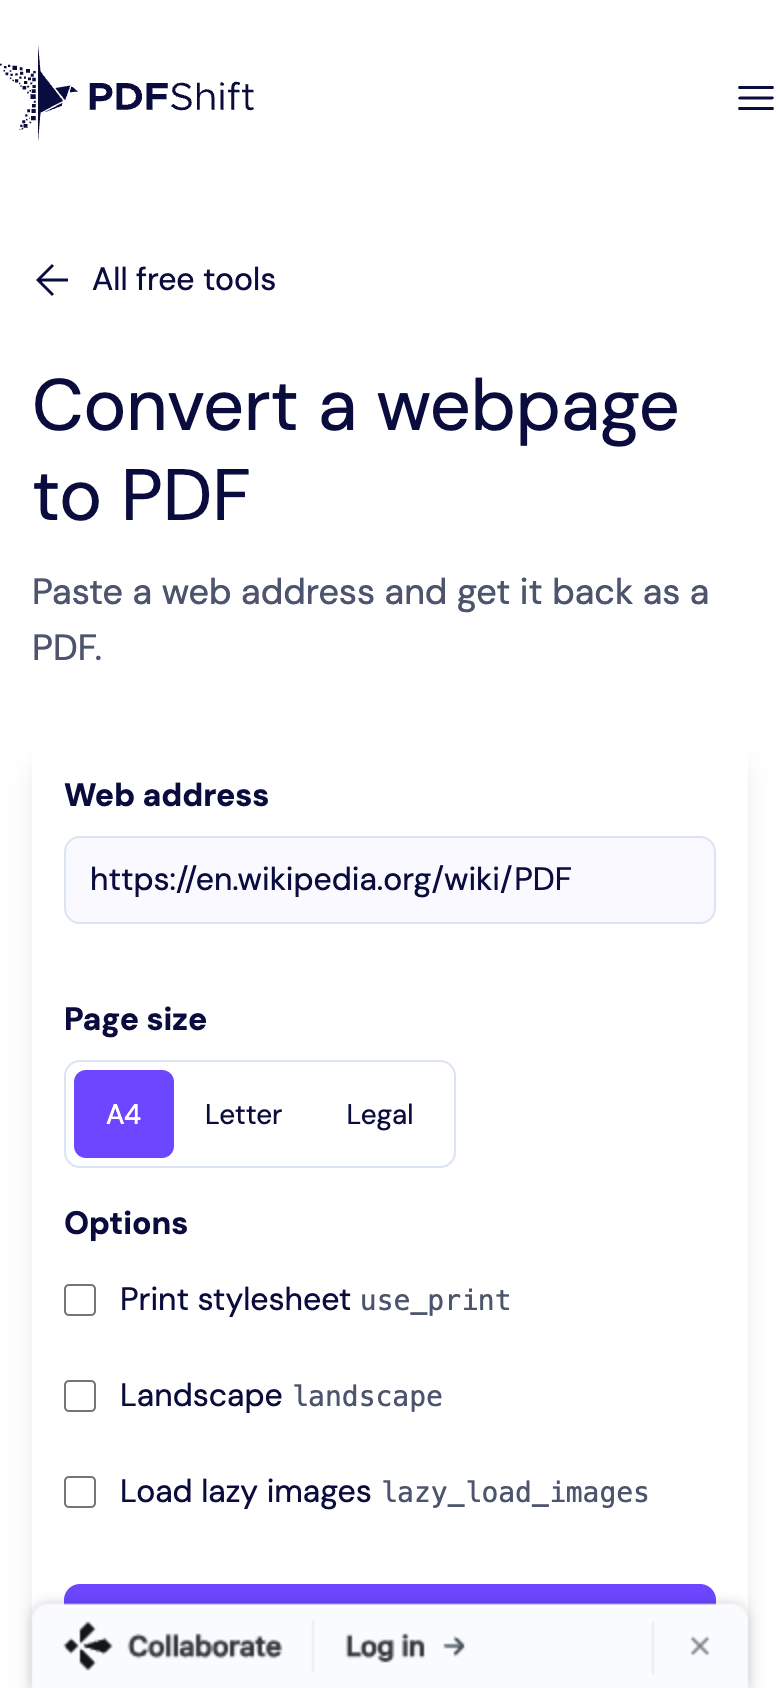 PDFShift
All free tools
Convert a webpage
to PDF
Paste a web address and get it back as a
PDF.
Web address
https://en.wikipedia.org/wiki/PDF
Page size
A4 Letter Legal
Options
Print stylesheet use_print
Landscape landscape
Load lazy images lazy_load_images
Collaborate Log in →